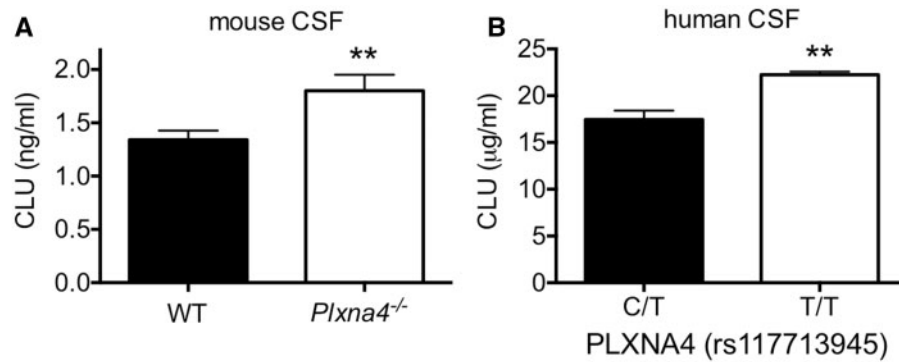 A
mouse CSF
**
CLU (ng/ml)
2.0
1.5
1.0
0.5
0.0
WT
Plxna4-/-
B
human CSF
**
CLU (μg/ml)
25
20
15
10
5
0
C/T
T/T
PLXNA4 (rs117713945)